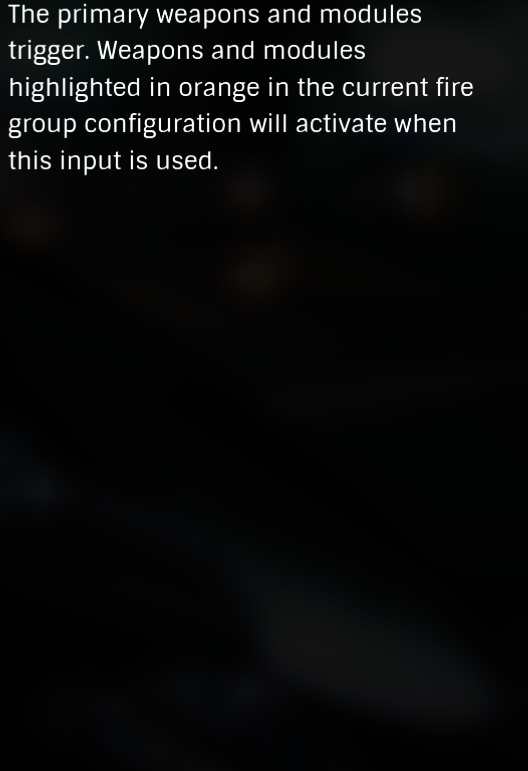 The primary weapons and modules
trigger. Weapons and modules
highlighted in orange in the current fire
group configuration will activate when
this input is used.